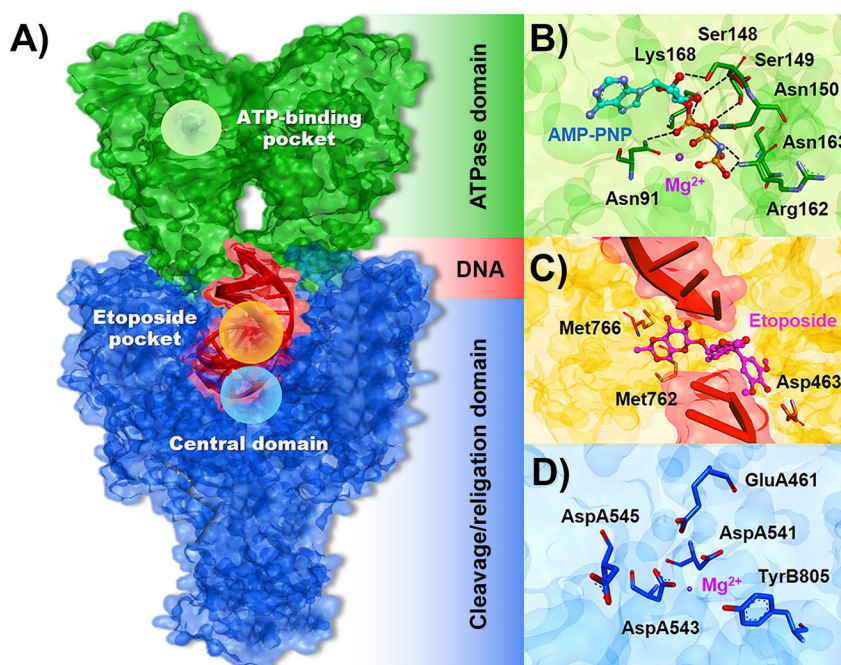 A)
ATP-binding
pocket
Etoposide
pocket
Central domain
ATPase domain
DNA
Cleavage/religation domain
B)
Ser148
Lys168
Ser149
Asn150
AMP-PNP
Asn163
Mg²⁺
Asn91
Arg162
C)
Etoposide
Met766
Met762
Asp463
D)
GluA461
AspA545
AspA541
Mg²⁺
TyrB805
AspA543